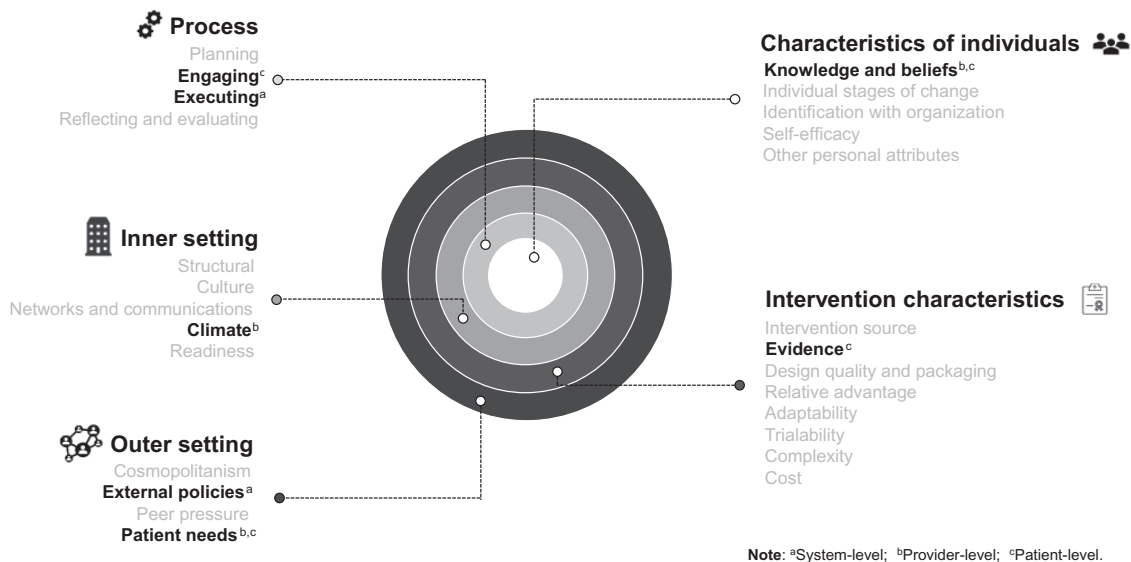 Process
Planning
Engagingᶜ
Executingᵃ
Reflecting and evaluating
Inner setting
Structural
Culture
Networks and communications
Climateᵇ
Readiness
Outer setting
Cosmopolitanism
External policiesᵃ
Peer pressure
Patient needsᵇ,ᶜ
Characteristics of individuals
Knowledge and beliefsᵇ,ᶜ
Individual stages of change
Identification with organization
Self-efficacy
Other personal attributes
Intervention characteristics
Intervention source
Evidenceᶜ
Design quality and packaging
Relative advantage
Adaptability
Trialability
Complexity
Cost
Note: ᵃSystem-level; ᵇProvider-level; ᶜPatient-level.